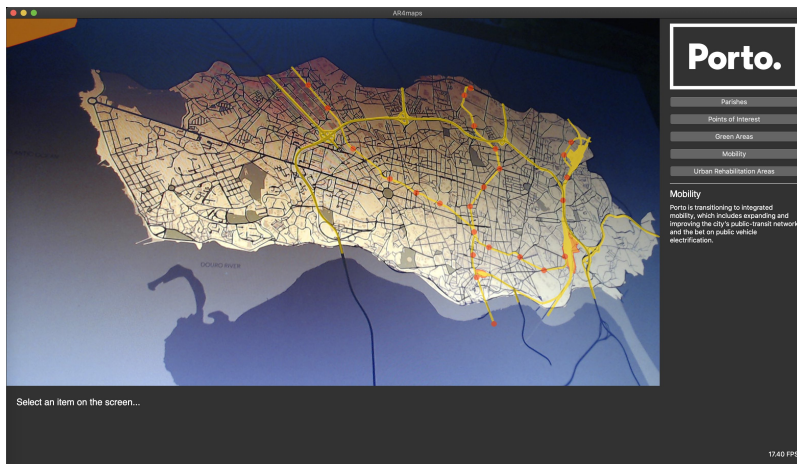 AR4maps
Porto.
Parishes
Points of Interest
Green Areas
Mobility
Urban Rehabilitation Areas
Mobility
Porto is transitioning to integrated
mobility, which includes expanding and
improving the city's public-transit network
and the bet on public vehicle
electrification.
DOURO RIVER
Select an item on the screen...
17.40 FPS